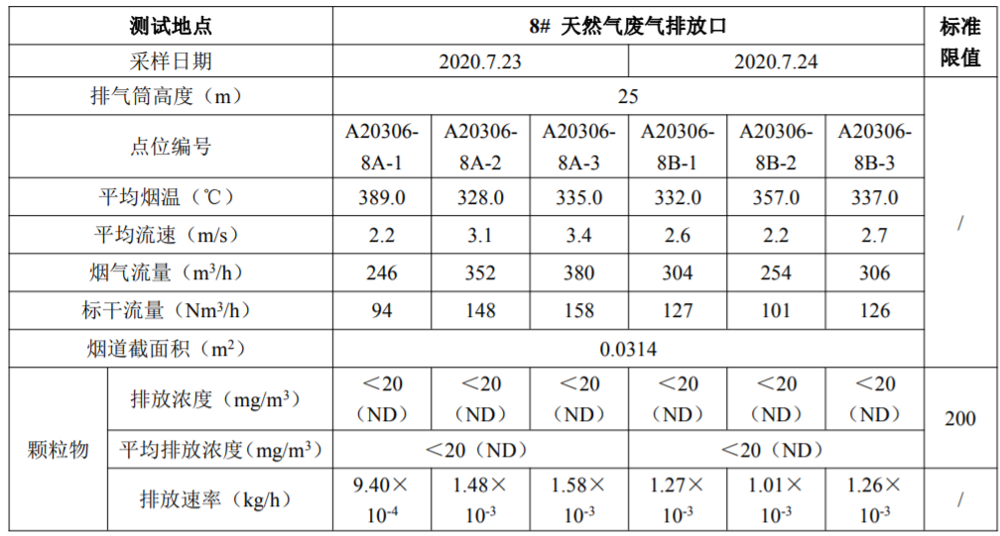 测试地点 8# 天然气废气排放口 标准限值
采样日期 2020.7.23 2020.7.24
排气筒高度（m） 25 /
点位编号 A20306-8A-1 A20306-8A-2 A20306-8A-3 A20306-8B-1 A20306-8B-2 A20306-8B-3
平均烟温（℃） 389.0 328.0 335.0 332.0 357.0 337.0
平均流速（m/s） 2.2 3.1 3.4 2.6 2.2 2.7
烟气流量（m³/h） 246 352 380 304 254 306
标干流量（Nm³/h） 94 148 158 127 101 126
烟道截面积（m²） 0.0314
颗粒物 排放浓度（mg/m³） ＜20（ND） ＜20（ND） ＜20（ND） ＜20（ND） ＜20（ND） ＜20（ND） 200
平均排放浓度（mg/m³） ＜20（ND） ＜20（ND）
排放速率（kg/h） 9.40×10⁻⁴ 1.48×10⁻³ 1.58×10⁻³ 1.27×10⁻³ 1.01×10⁻³ 1.26×10⁻³ /